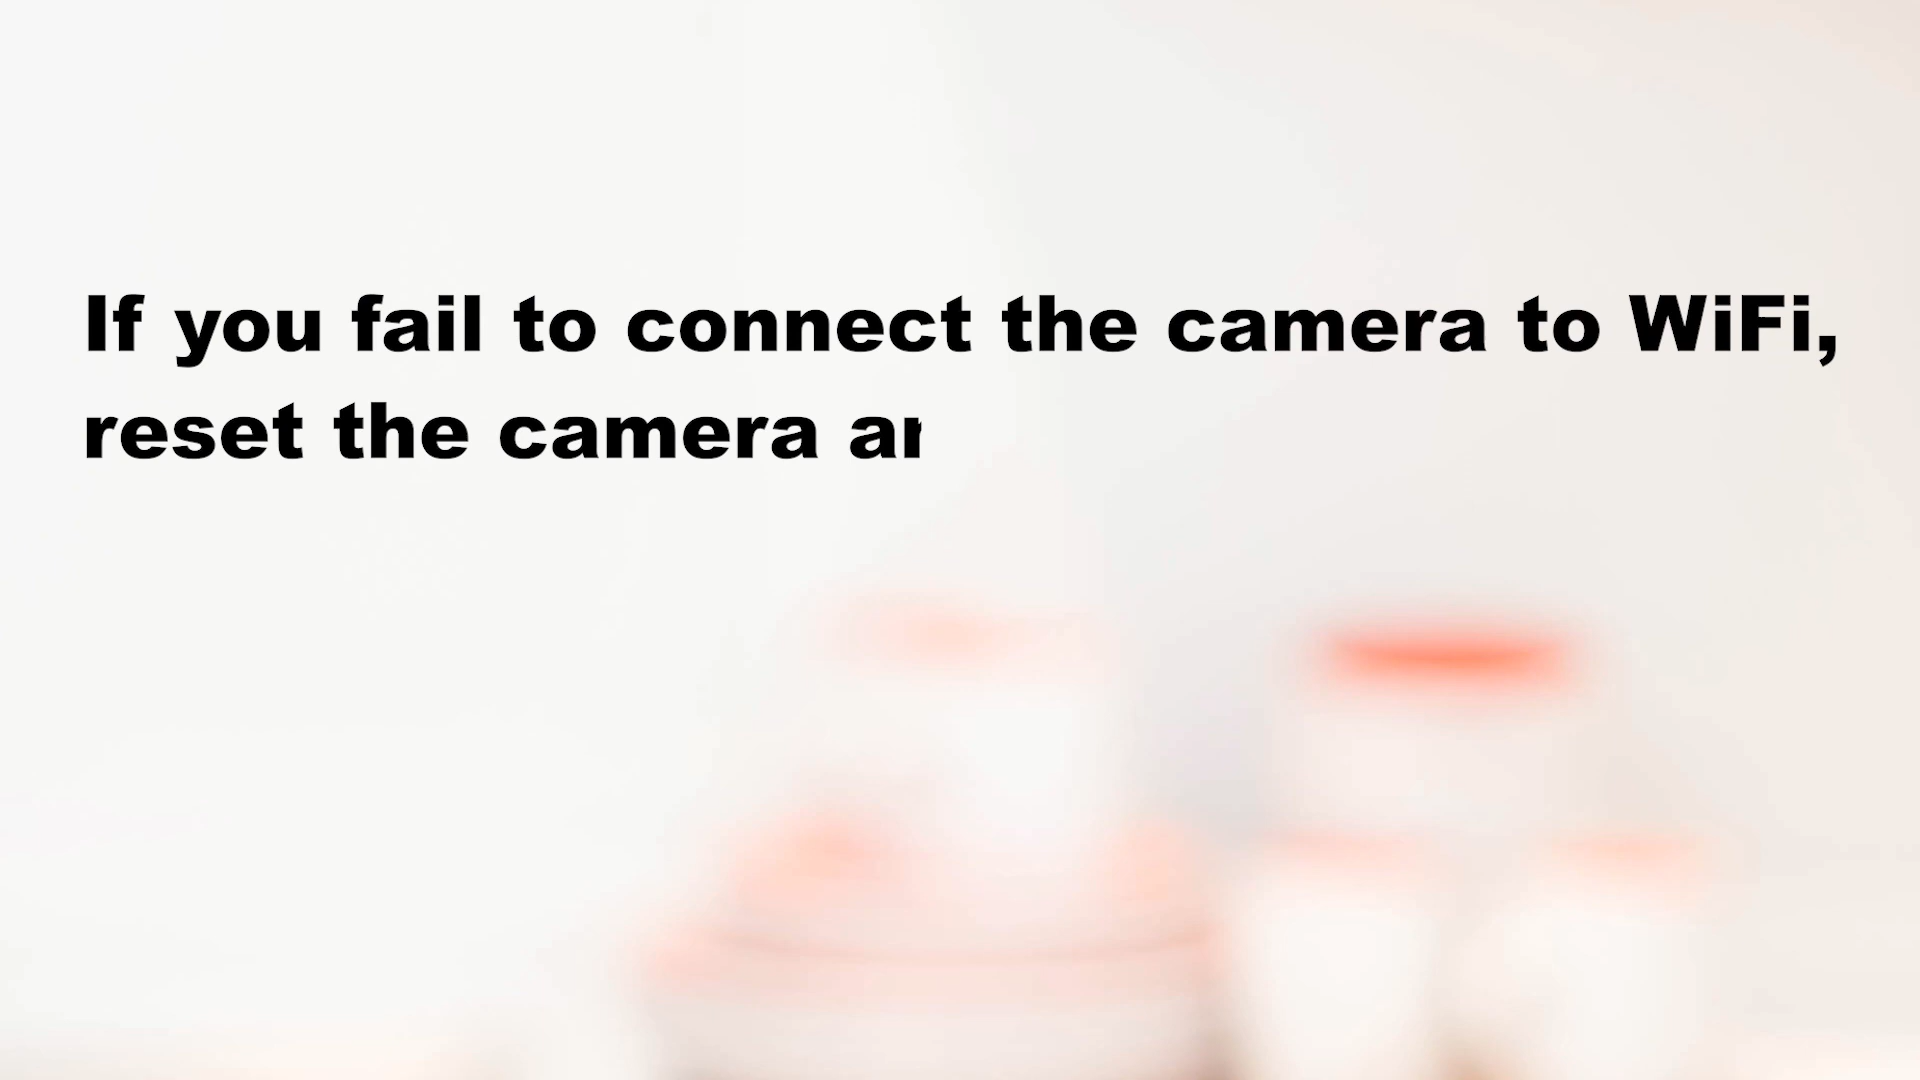 If you fail to connect the camera to WiFi,
reset the camera